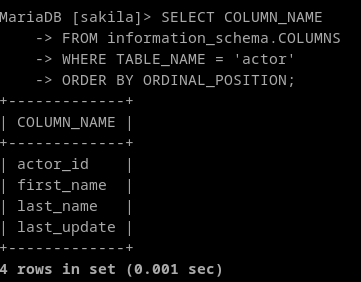 MariaDB [sakila]> SELECT COLUMN_NAME
    -> FROM information_schema.COLUMNS
    -> WHERE TABLE_NAME = 'actor'
    -> ORDER BY ORDINAL_POSITION;
+-------------+
| COLUMN_NAME |
+-------------+
| actor_id    |
| first_name  |
| last_name   |
| last_update |
+-------------+
4 rows in set (0.001 sec)